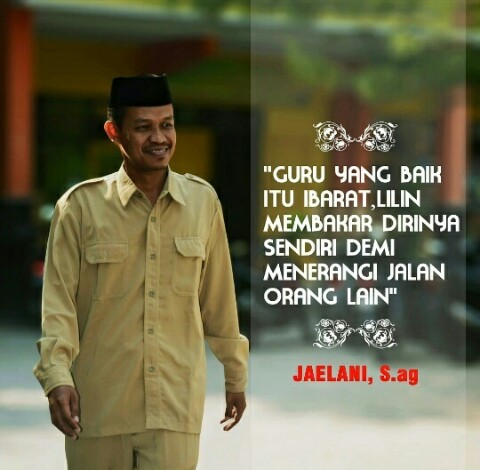 "GURU YANG BAIK
ITU IBARAT,LILIN
MEMBAKAR DIRINYA
SENDIRI DEMI
MENERANGI JALAN
ORANG LAIN"
JAELANI, S.ag